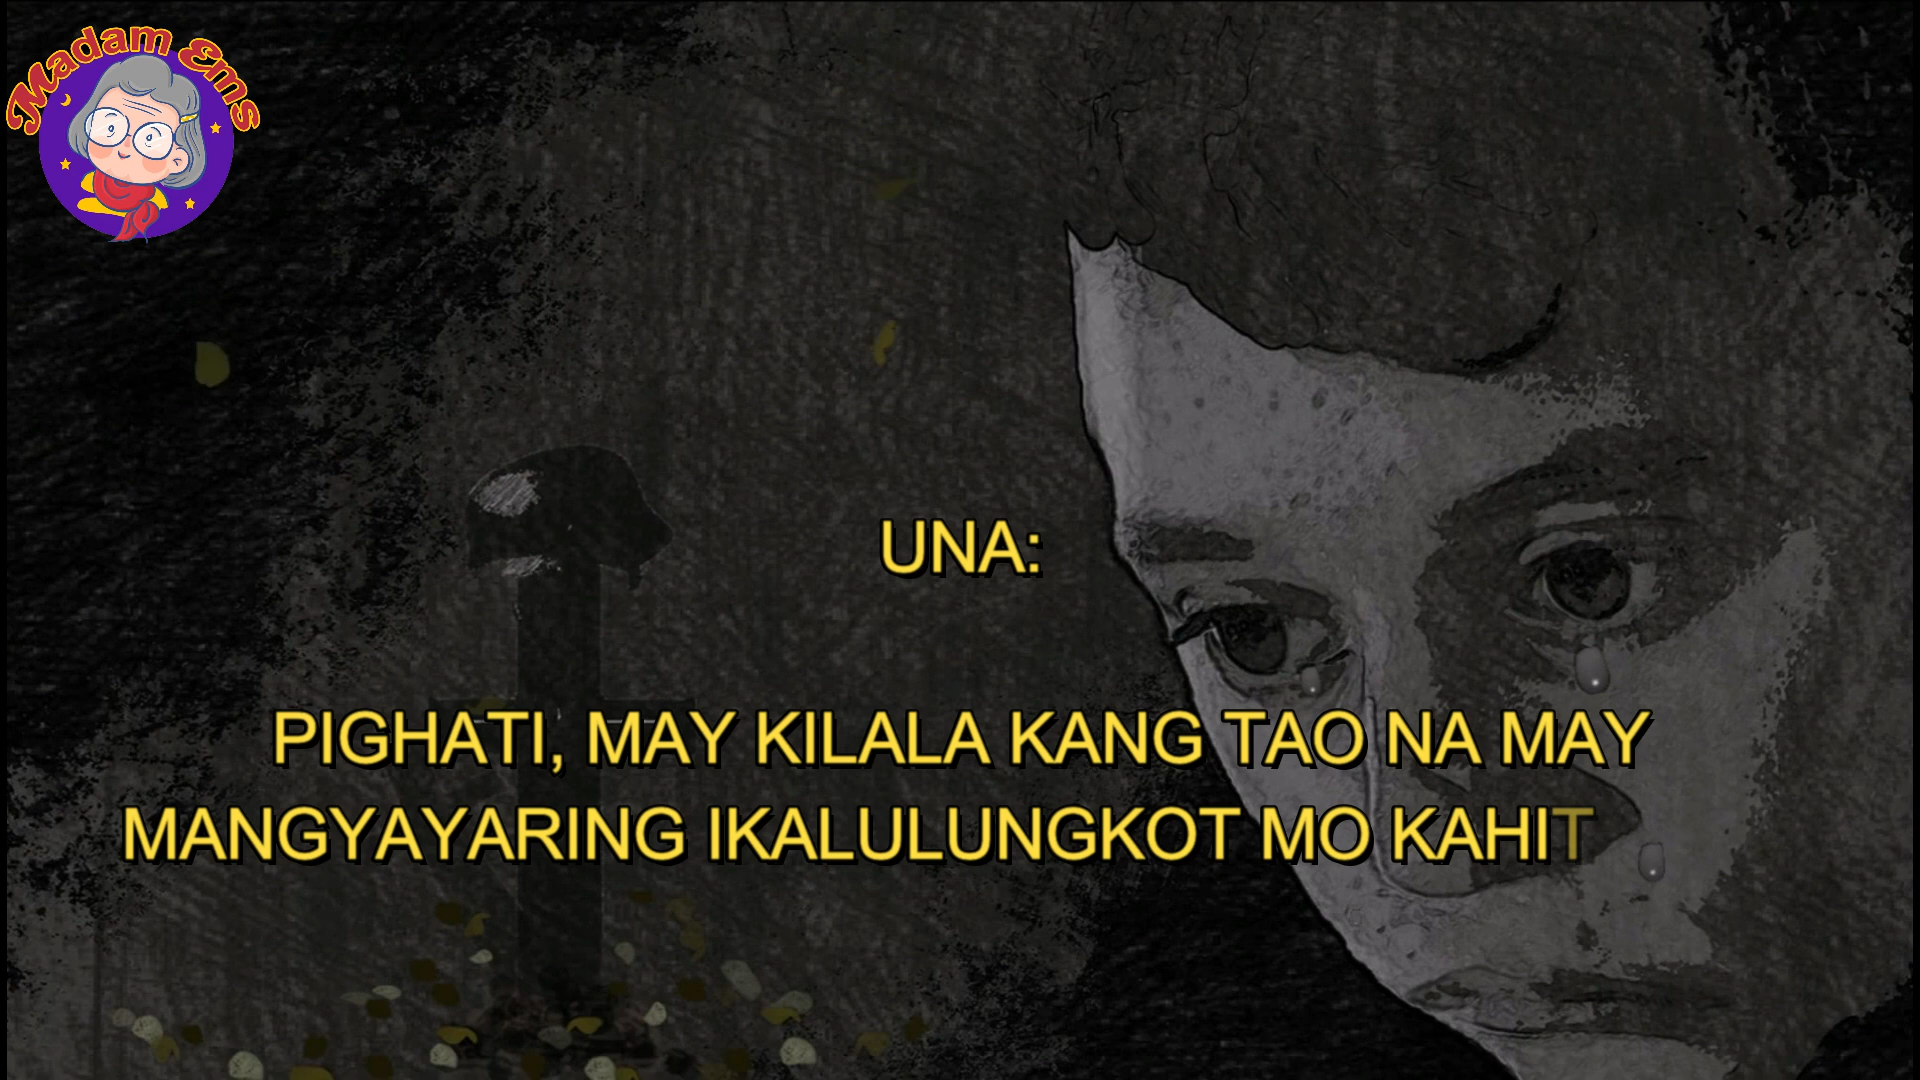 Madam Ems
UNA:
PIGHATI, MAY KILALA KANG TAO NA MAY
MANGYAYARING IKALULUNGKOT MO KAHIT